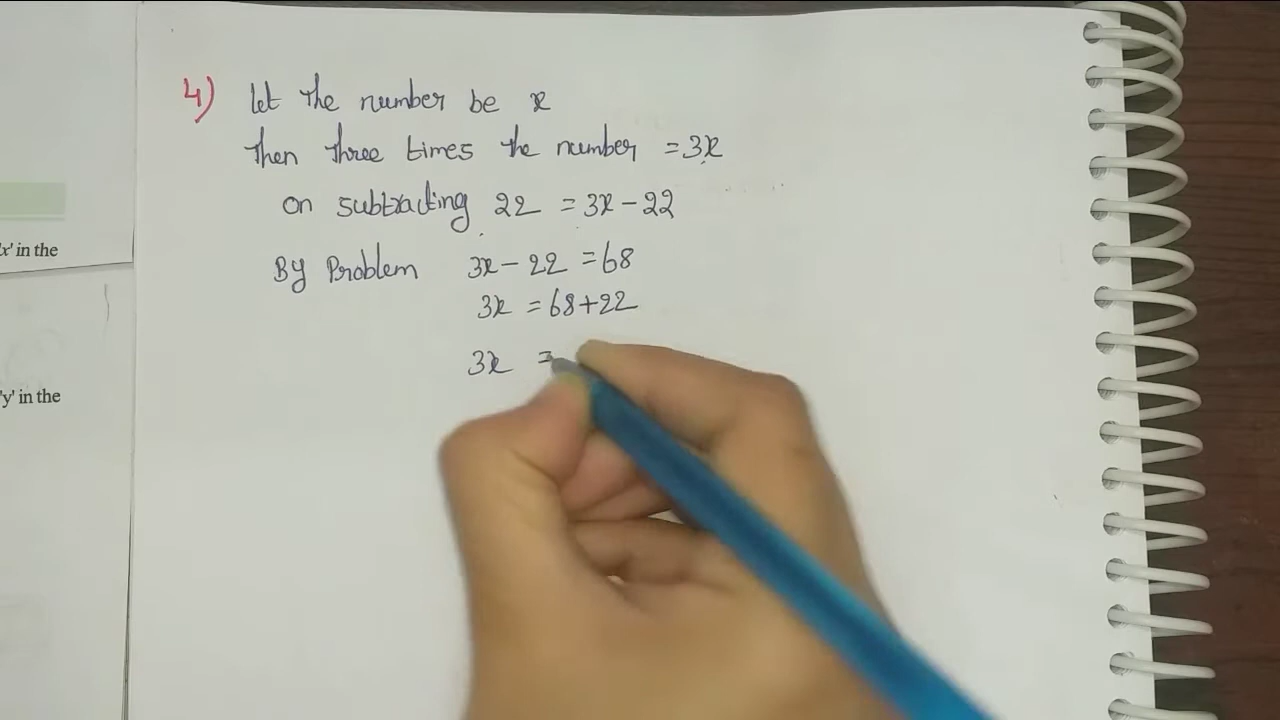 'x' in the
'y' in the
4) Let the number be x
Then three times the number = 3x
on subtracting 22 = 3x - 22
By Problem 3x - 22 = 68
3x = 68 + 22
3x =